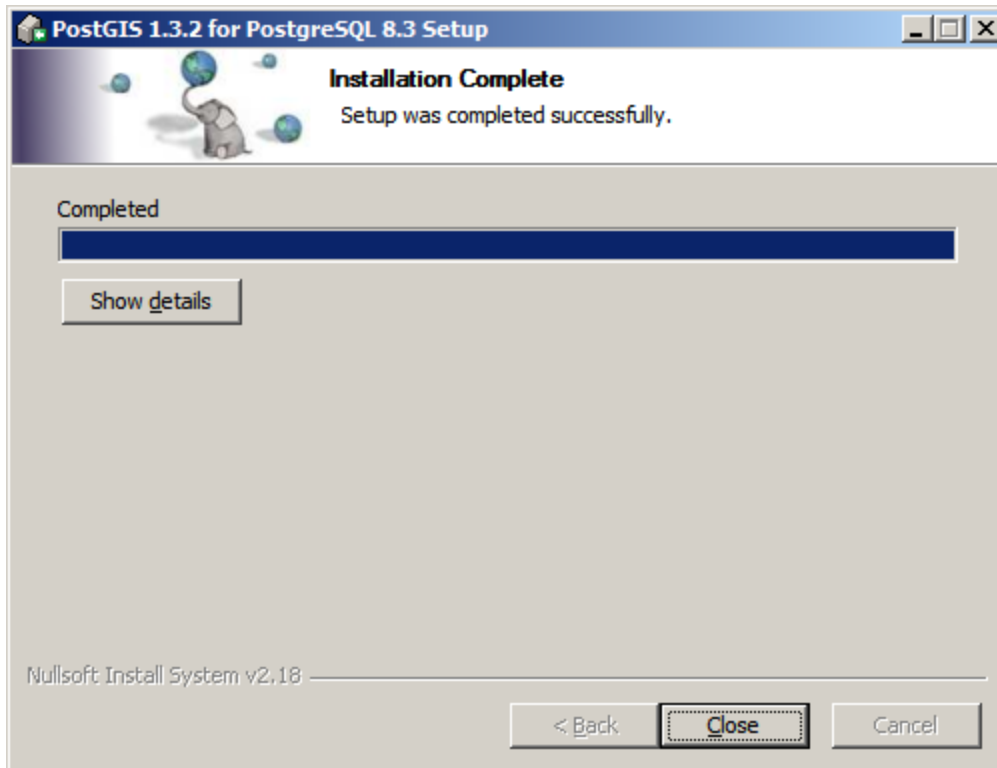 PostGIS 1.3.2 for PostgreSQL 8.3 Setup
Installation Complete
Setup was completed successfully.
Completed
Show details
Nullsoft Install System v2.18
< Back
Close
Cancel